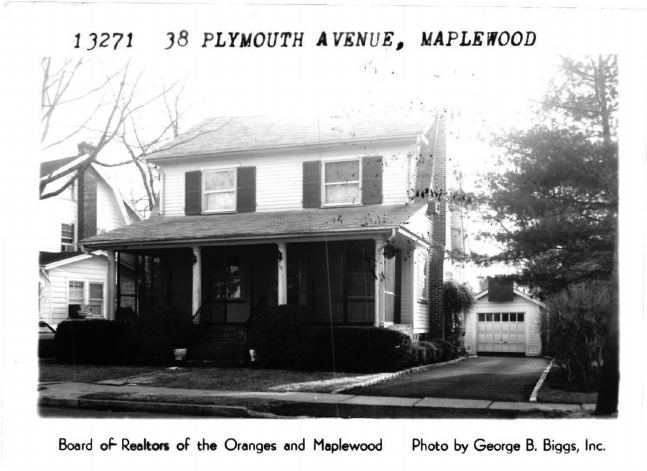 13271 38 PLYMOUTH AVENUE, MAPLEWOOD
Board of Realtors of the Oranges and Maplewood Photo by George B. Biggs, Inc.